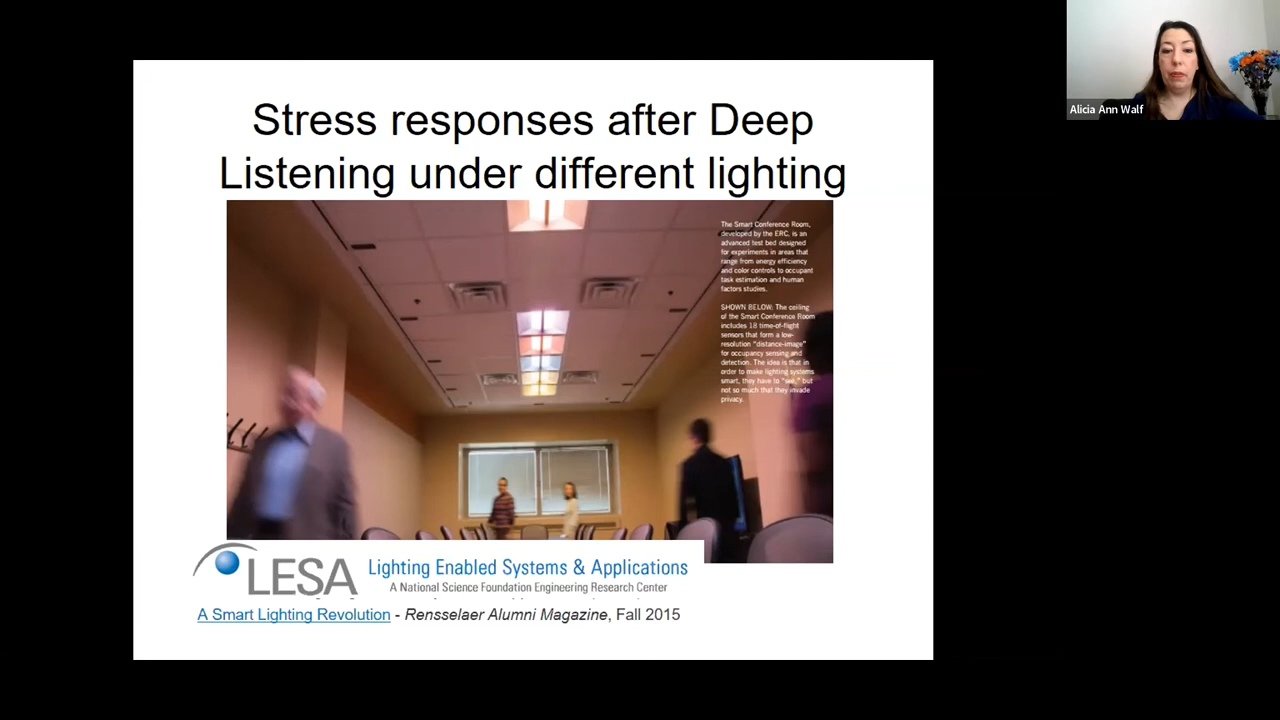 Stress responses after Deep
Listening under different lighting
The Smart Conference Room,
developed by the ERC, is an
advanced test bed designed
for experiments in areas that
range from energy efficiency
and color controls to occupant
task estimation and human
factors studies.
SHOWN BELOW: The ceiling
of the Smart Conference Room
includes 18 time-of-flight
sensors that form a low-
resolution "distance-image"
for occupancy sensing and
detection. The idea is that in
order to make lighting systems
smart, they have to "see," but
not so much that they invade
privacy.
LESA Lighting Enabled Systems & Applications
A National Science Foundation Engineering Research Center
A Smart Lighting Revolution - Rensselaer Alumni Magazine, Fall 2015
Alicia Ann Walf